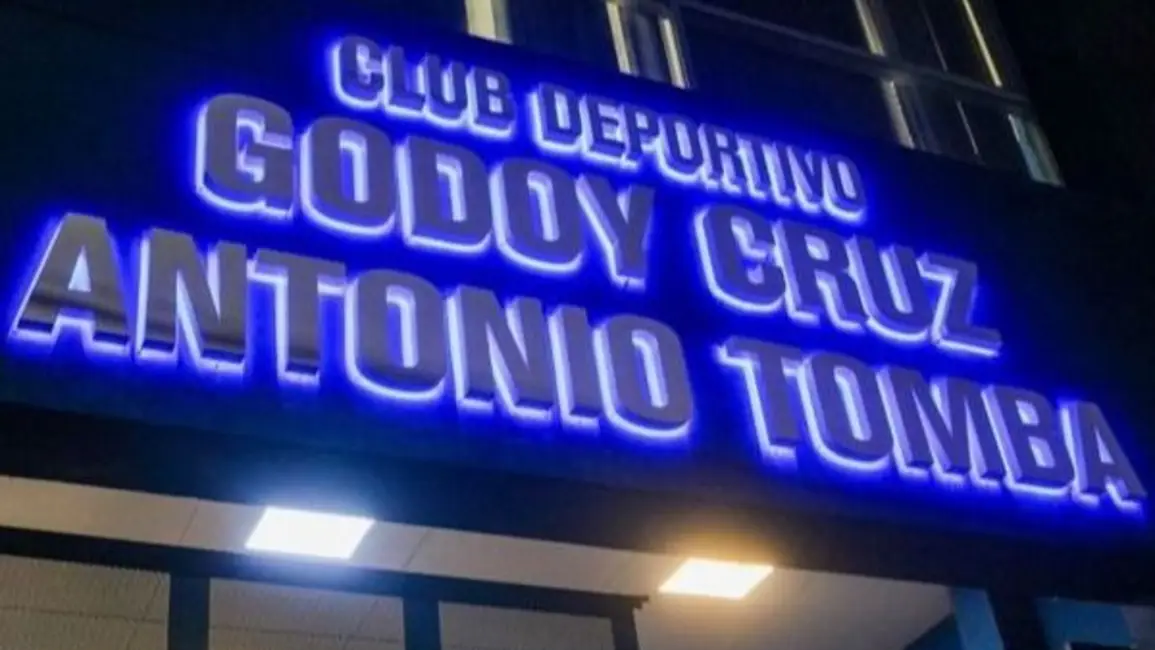 CLUB DEPORTIVO
GODOY CRUZ
ANTONIO TOMBA